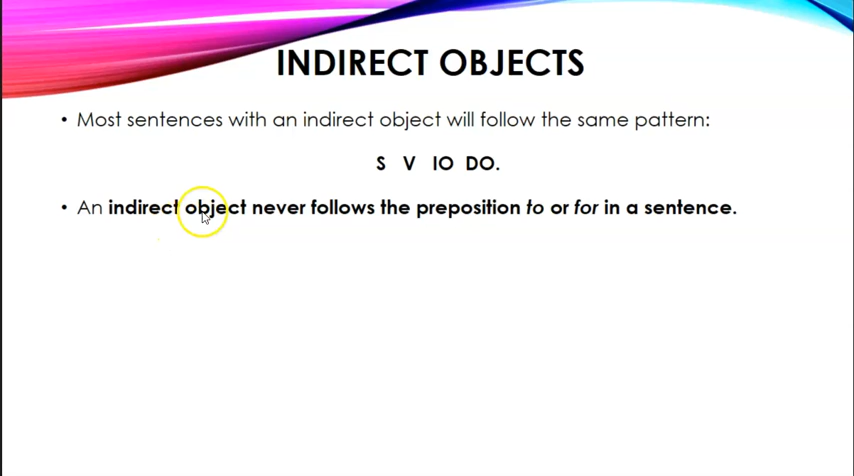 INDIRECT OBJECTS
• Most sentences with an indirect object will follow the same pattern:
S V IO DO.
• An indirect object never follows the preposition to or for in a sentence.